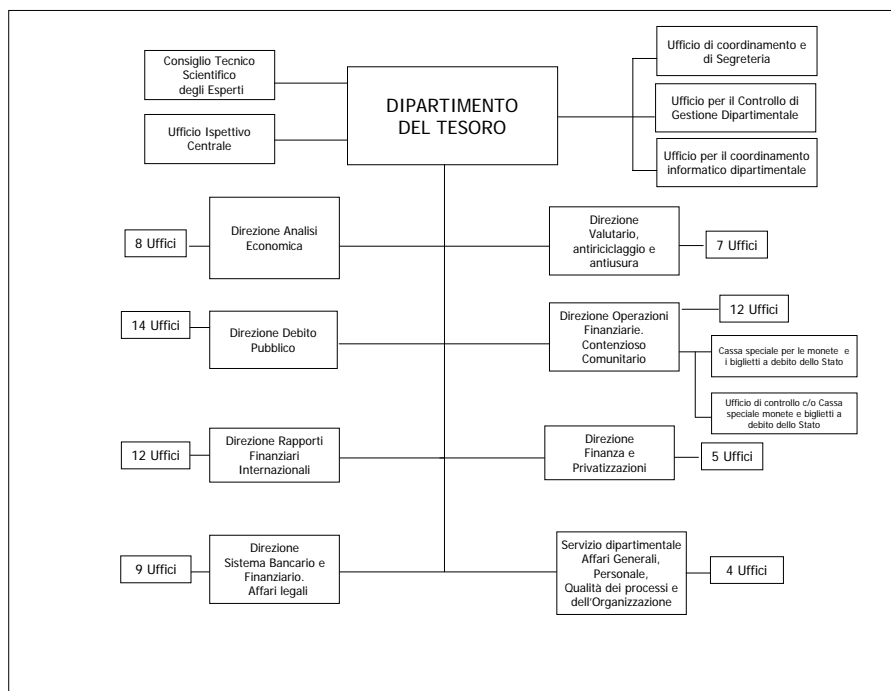 Consiglio Tecnico
Scientifico
degli Esperti
Ufficio Ispettivo
Centrale
DIPARTIMENTO
DEL TESORO
Ufficio di coordinamento e
di Segreteria
Ufficio per il Controllo di
Gestione Dipartimentale
Ufficio per il coordinamento
informatico dipartimentale
8 Uffici
Direzione Analisi
Economica
Direzione
Valutario,
antiriciclaggio e
antiusura
7 Uffici
14 Uffici
Direzione Debito
Pubblico
Direzione Operazioni
Finanziarie.
Contenzioso
Comunitario
12 Uffici
Cassa speciale per le monete e
i biglietti a debito dello Stato
Ufficio di controllo c/o Cassa
speciale monete e biglietti a
debito dello Stato
12 Uffici
Direzione Rapporti
Finanziari
Internazionali
Direzione
Finanza e
Privatizzazioni
5 Uffici
9 Uffici
Direzione
Sistema Bancario e
Finanziario.
Affari legali
Servizio dipartimentale
Affari Generali,
Personale,
Qualità dei processi e
dell'Organizzazione
4 Uffici